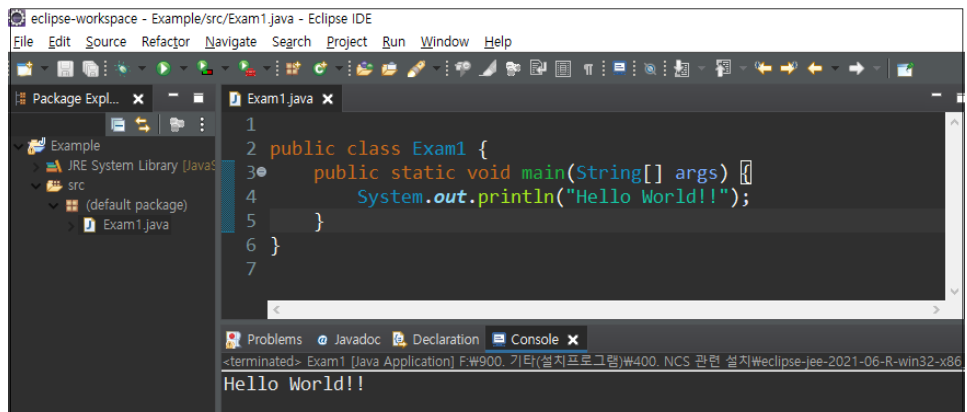 eclipse-workspace - Example/src/Exam1.java - Eclipse IDE
File Edit Source Refactor Navigate Search Project Run Window Help
Package Expl...
Exam1.java
Example
JRE System Library [JavaS
src
(default package)
Exam1.java
1
2 public class Exam1 {
3 public static void main(String[] args) {
4 System.out.println("Hello World!!");
5 }
6 }
7
Problems Javadoc Declaration Console
<terminated> Exam1 [Java Application] F:₩900. 기타(설치프로그램)₩400. NCS 관련 설치₩eclipse-jee-2021-06-R-win32-x86_
Hello World!!